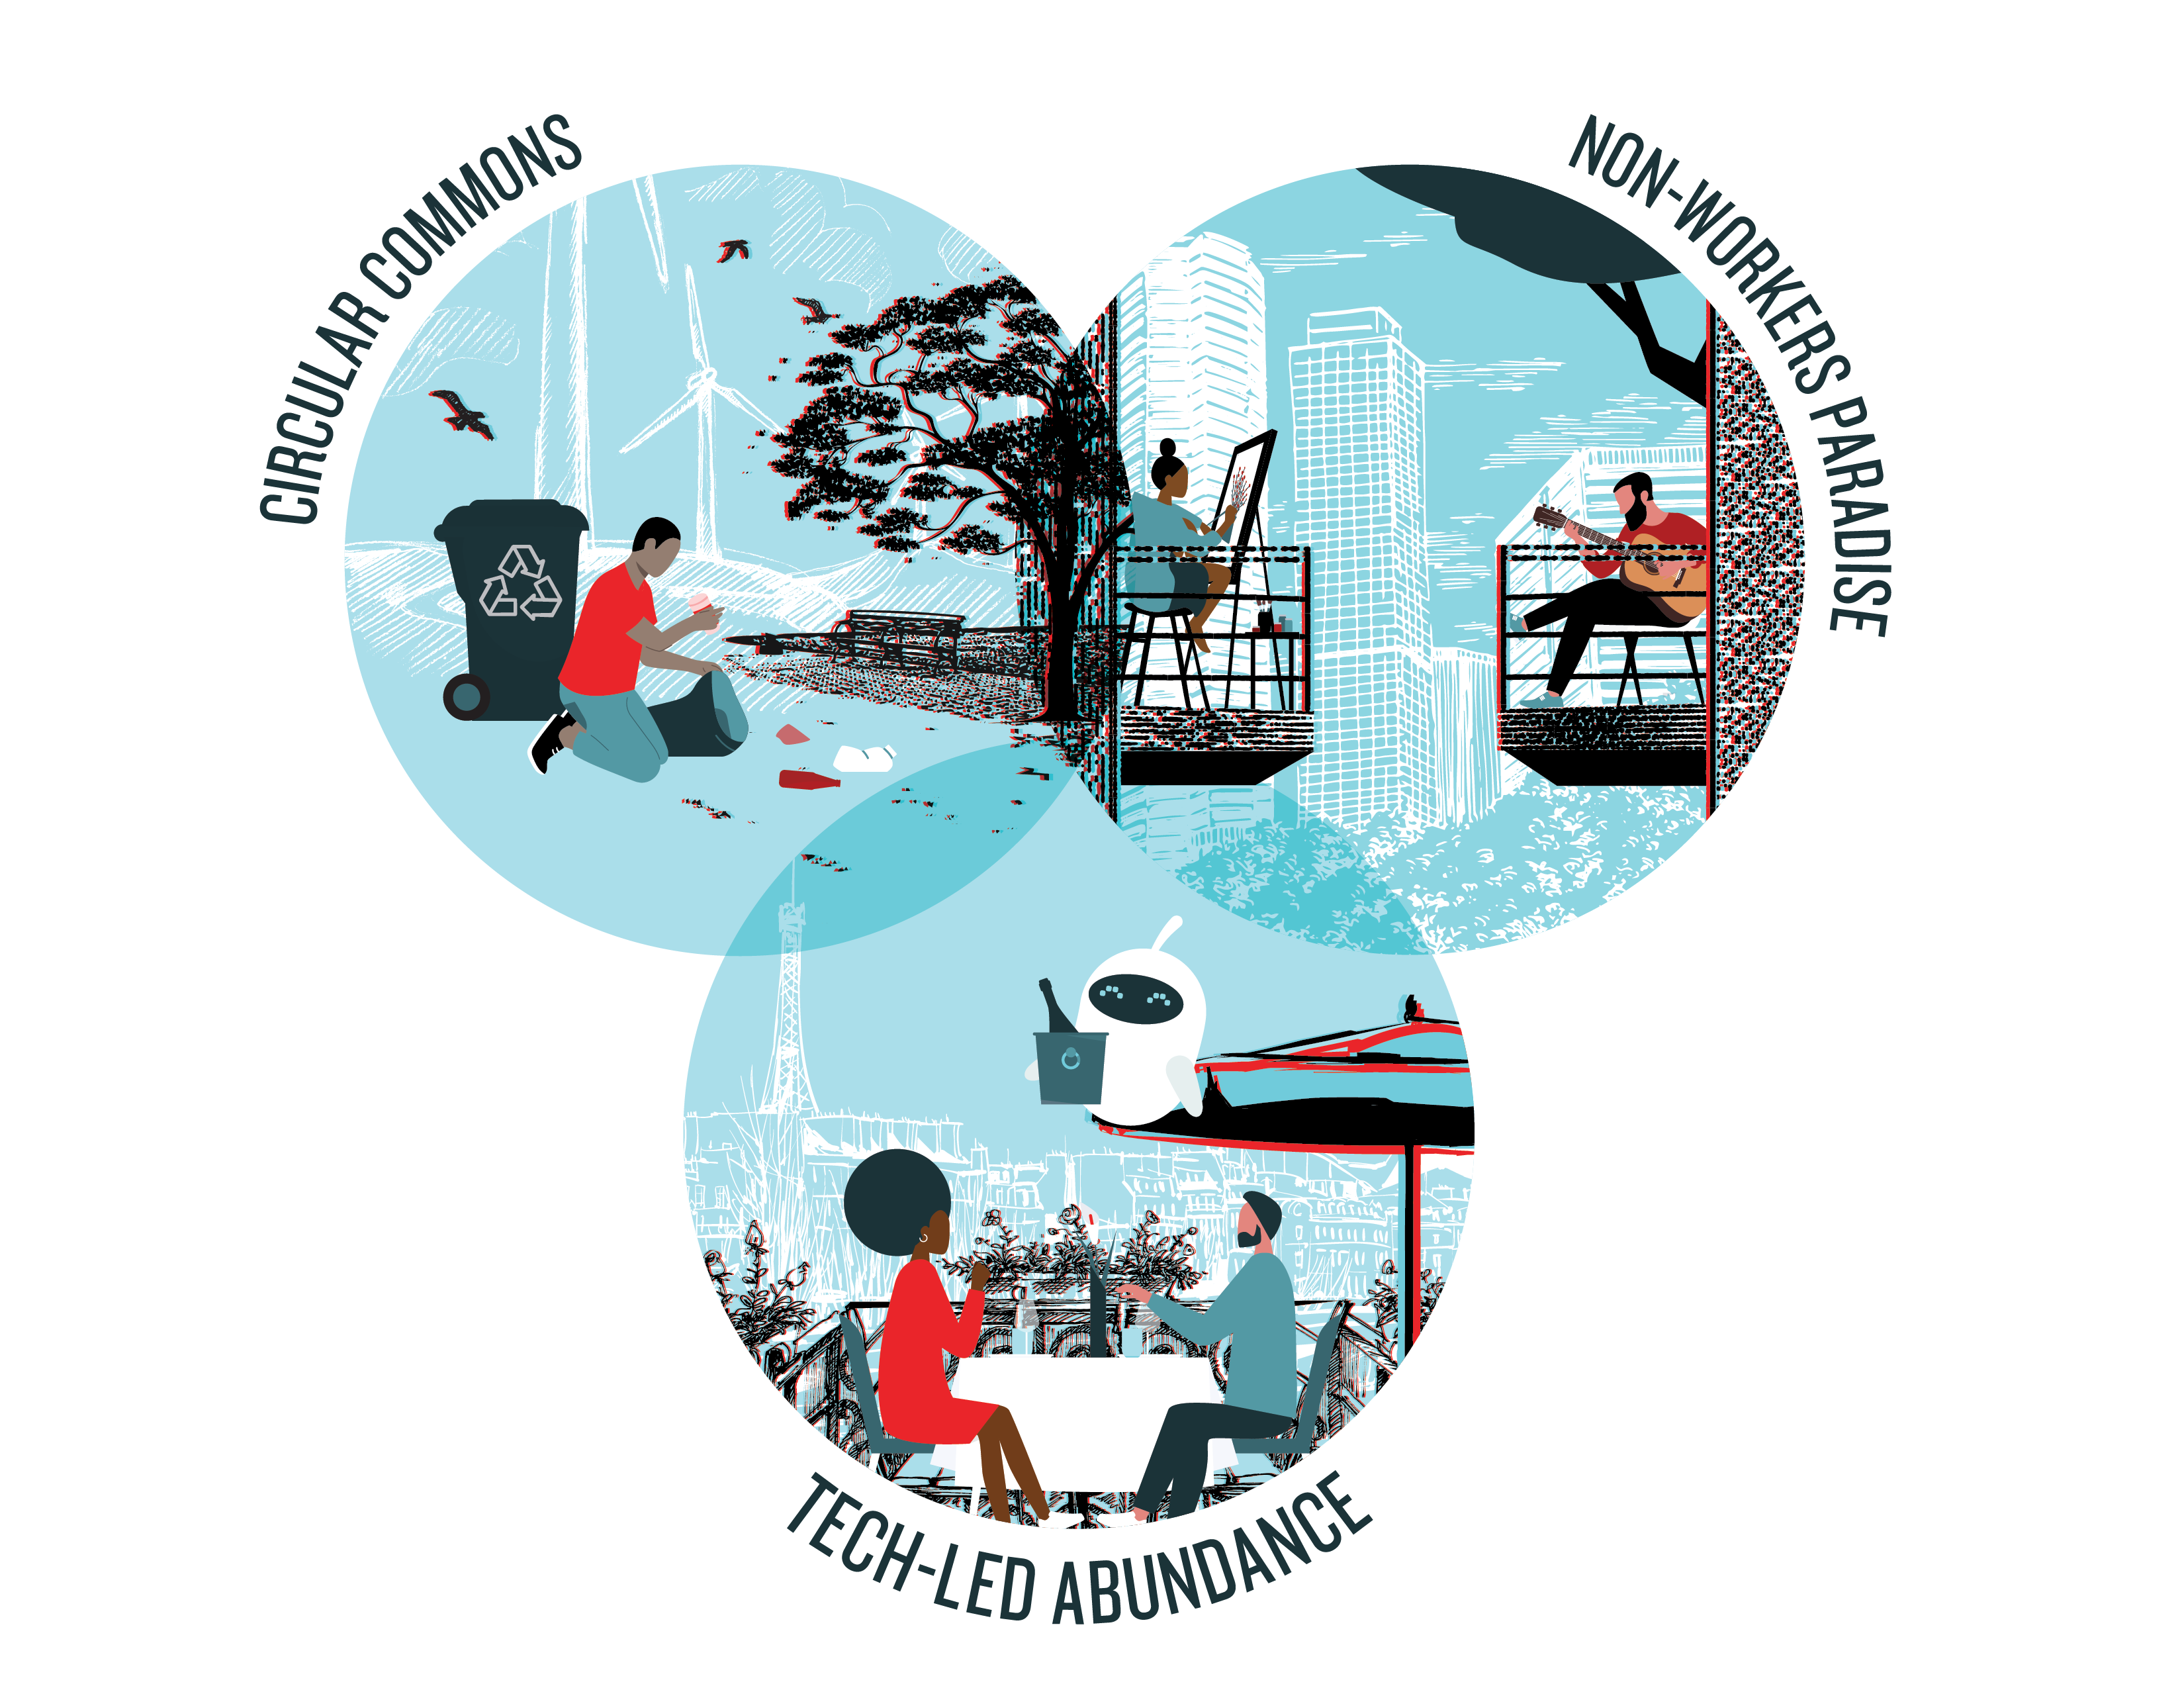 CIRCULAR COMMONS
NON-WORKERS PARADISE
TECH-LED ABUNDANCE